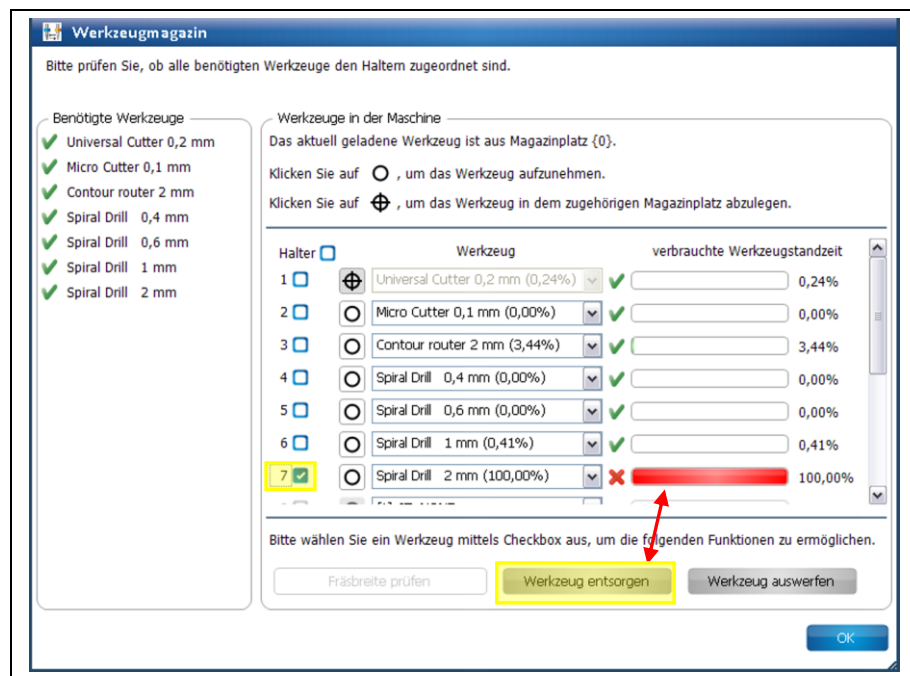 Werkzeugmagazin
Bitte prüfen Sie, ob alle benötigten Werkzeuge den Haltern zugeordnet sind.
Benötigte Werkzeuge
Universal Cutter 0,2 mm
Micro Cutter 0,1 mm
Contour router 2 mm
Spiral Drill 0,4 mm
Spiral Drill 0,6 mm
Spiral Drill 1 mm
Spiral Drill 2 mm
Werkzeuge in der Maschine
Das aktuell geladene Werkzeug ist aus Magazinplatz {0}.
Klicken Sie auf , um das Werkzeug aufzunehmen.
Klicken Sie auf , um das Werkzeug in dem zugehörigen Magazinplatz abzulegen.
Halter Werkzeug verbrauchte Werkzeugstandzeit
1 Universal Cutter 0,2 mm (0,24%) 0,24%
2 Micro Cutter 0,1 mm (0,00%) 0,00%
3 Contour router 2 mm (3,44%) 3,44%
4 Spiral Drill 0,4 mm (0,00%) 0,00%
5 Spiral Drill 0,6 mm (0,00%) 0,00%
6 Spiral Drill 1 mm (0,41%) 0,41%
7 Spiral Drill 2 mm (100,00%) 100,00%
Bitte wählen Sie ein Werkzeug mittels Checkbox aus, um die folgenden Funktionen zu ermöglichen.
Fräsbreite prüfen Werkzeug entsorgen Werkzeug auswerfen
OK